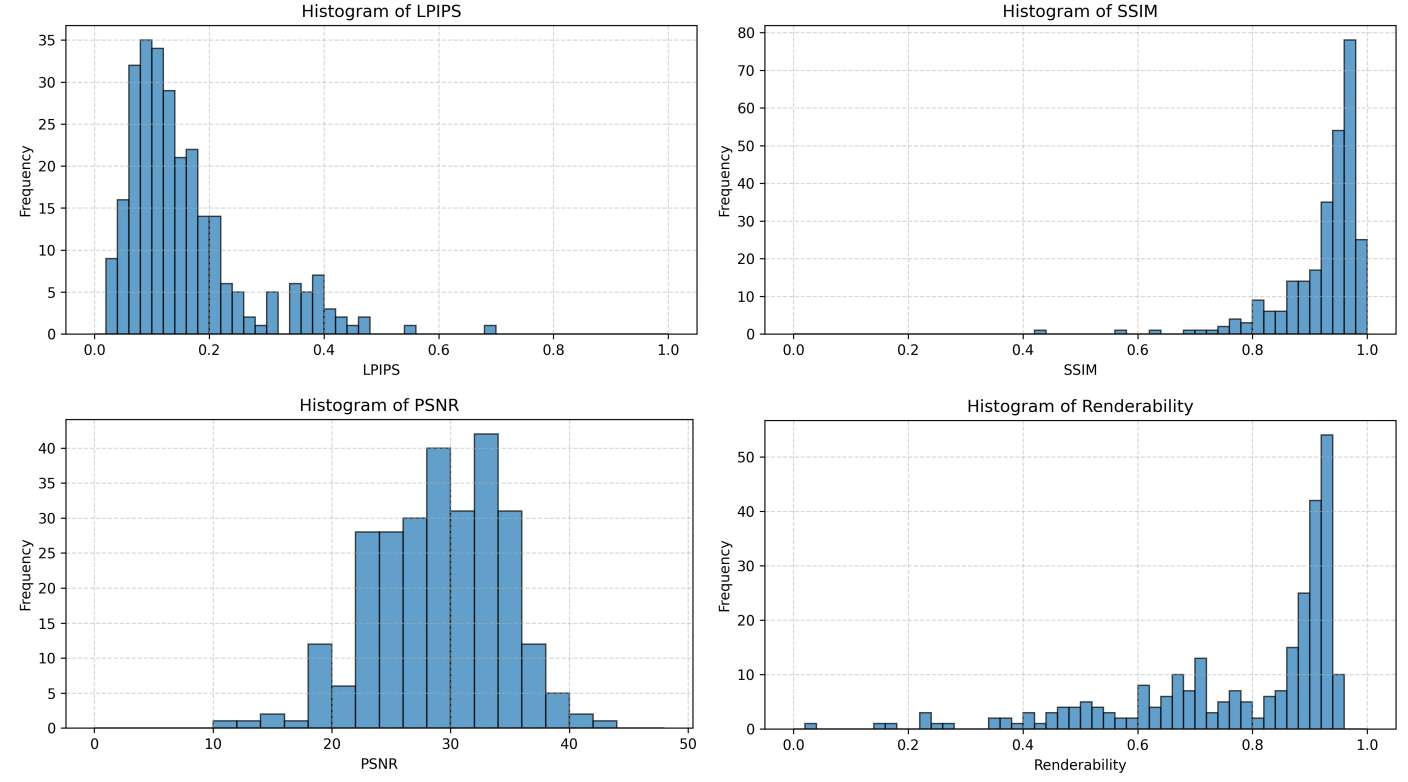 Histogram of LPIPS
Frequency
0
5
10
15
20
25
30
35
0.0 0.2 0.4 0.6 0.8 1.0
LPIPS
Histogram of SSIM
Frequency
0
10
20
30
40
50
60
70
80
0.0 0.2 0.4 0.6 0.8 1.0
SSIM
Histogram of PSNR
Frequency
0
5
10
15
20
25
30
35
40
0 10 20 30 40 50
PSNR
Histogram of Renderability
Frequency
0
10
20
30
40
50
0.0 0.2 0.4 0.6 0.8 1.0
Renderability